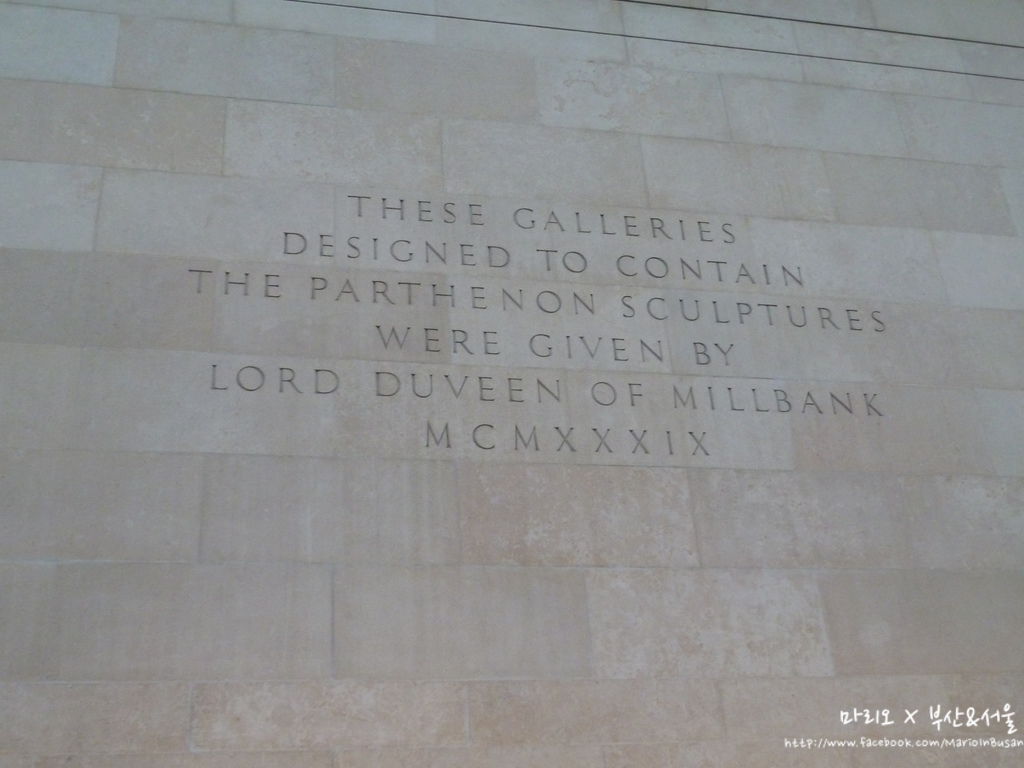 THESE GALLERIES
DESIGNED TO CONTAIN
THE PARTHENON SCULPTURES
WERE GIVEN BY
LORD DUVEEN OF MILLBANK
MCMXXXIX
마리오 X 부산&서울
http://www.facebook.com/MarioInBusan